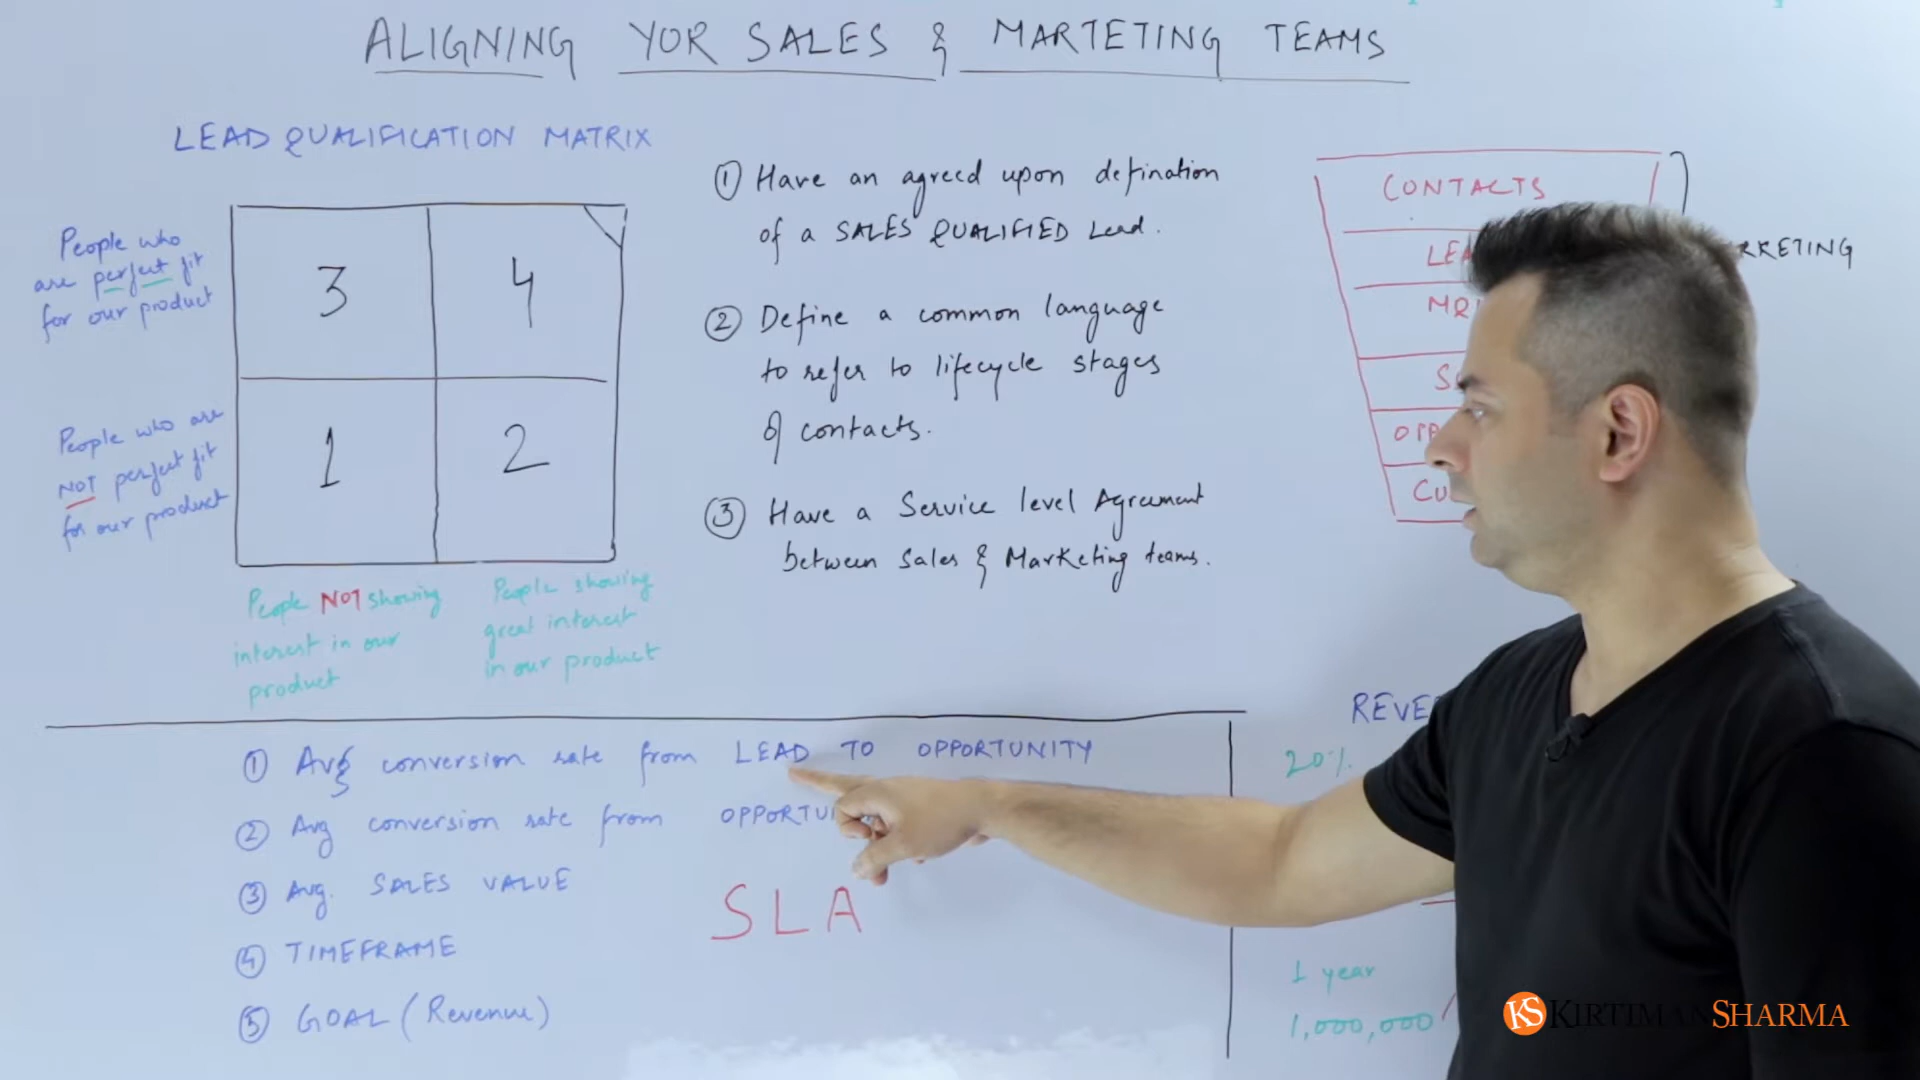 ALIGNING YOR SALES & MARTETING TEAMS
LEAD QUALIFICATION MATRIX
People who
are perfect fit
for our product
People who are
NOT perfect fit
for our product
3
4
1
2
People NOT showing
interest in our
product
People showing
great interest
in our product
① Have an agreed upon defination
of a SALES QUALIFIED Lead.
② Define a common language
to refer to lifecycle stages
of contacts.
③ Have a Service level Agreement
between Sales & Marketing teams.
CONTACTS
① Avg conversion rate from LEAD TO OPPORTUNITY
② Avg conversion rate from
③ Avg. SALES VALUE
④ TIMEFRAME
⑤ GOAL (Revenue)
SLA
20%
1 year
1,000,000
KS KIRTIMAN SHARMA